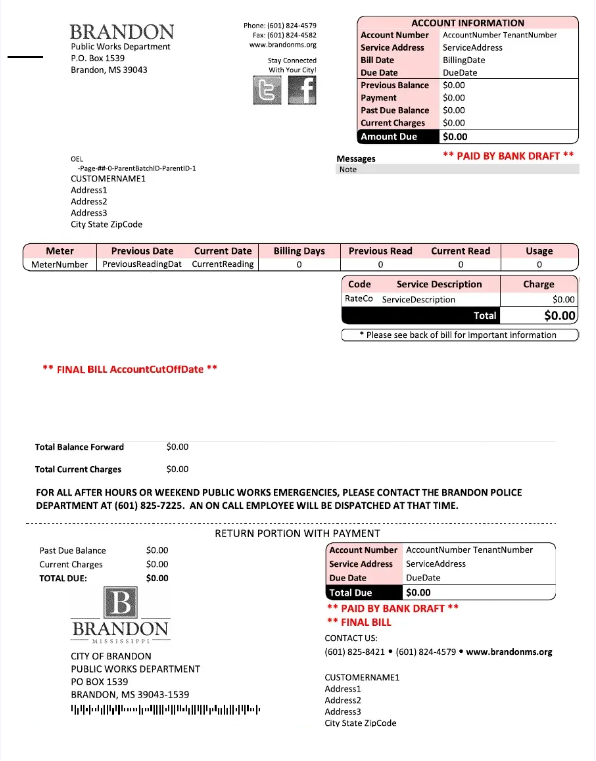 BRANDON
Public Works Department
P.O. Box 1539
Brandon, MS 39043
Phone: (601) 824-4579
Fax: (601) 824-4582
www.brandonms.org
Stay Connected
With Your City!
ACCOUNT INFORMATION
Account Number AccountNumber TenantNumber
Service Address ServiceAddress
Bill Date BillingDate
Due Date DueDate
Previous Balance $0.00
Payment $0.00
Past Due Balance $0.00
Current Charges $0.00
Amount Due $0.00
OEL
-Page-##-0-ParentBatchID-ParentID-1
CUSTOMERNAME1
Address1
Address2
Address3
City State ZipCode
Messages ** PAID BY BANK DRAFT **
Note
Meter Previous Date Current Date Billing Days Previous Read Current Read Usage
MeterNumber PreviousReadingDat CurrentReading 0 0 0 0
Code Service Description Charge
RateCo ServiceDescription $0.00
Total $0.00
* Please see back of bill for important information
** FINAL BILL AccountCutOffDate **
Total Balance Forward $0.00
Total Current Charges $0.00
FOR ALL AFTER HOURS OR WEEKEND PUBLIC WORKS EMERGENCIES, PLEASE CONTACT THE BRANDON POLICE
DEPARTMENT AT (601) 825-7225. AN ON CALL EMPLOYEE WILL BE DISPATCHED AT THAT TIME.
RETURN PORTION WITH PAYMENT
Past Due Balance $0.00
Current Charges $0.00
TOTAL DUE: $0.00
B
BRANDON
MISSISSIPPI
CITY OF BRANDON
PUBLIC WORKS DEPARTMENT
PO BOX 1539
BRANDON, MS 39043-1539
Account Number AccountNumber TenantNumber
Service Address ServiceAddress
Due Date DueDate
Total Due $0.00
** PAID BY BANK DRAFT **
** FINAL BILL
CONTACT US:
(601) 825-8421 • (601) 824-4579 • www.brandonms.org
CUSTOMERNAME1
Address1
Address2
Address3
City State ZipCode